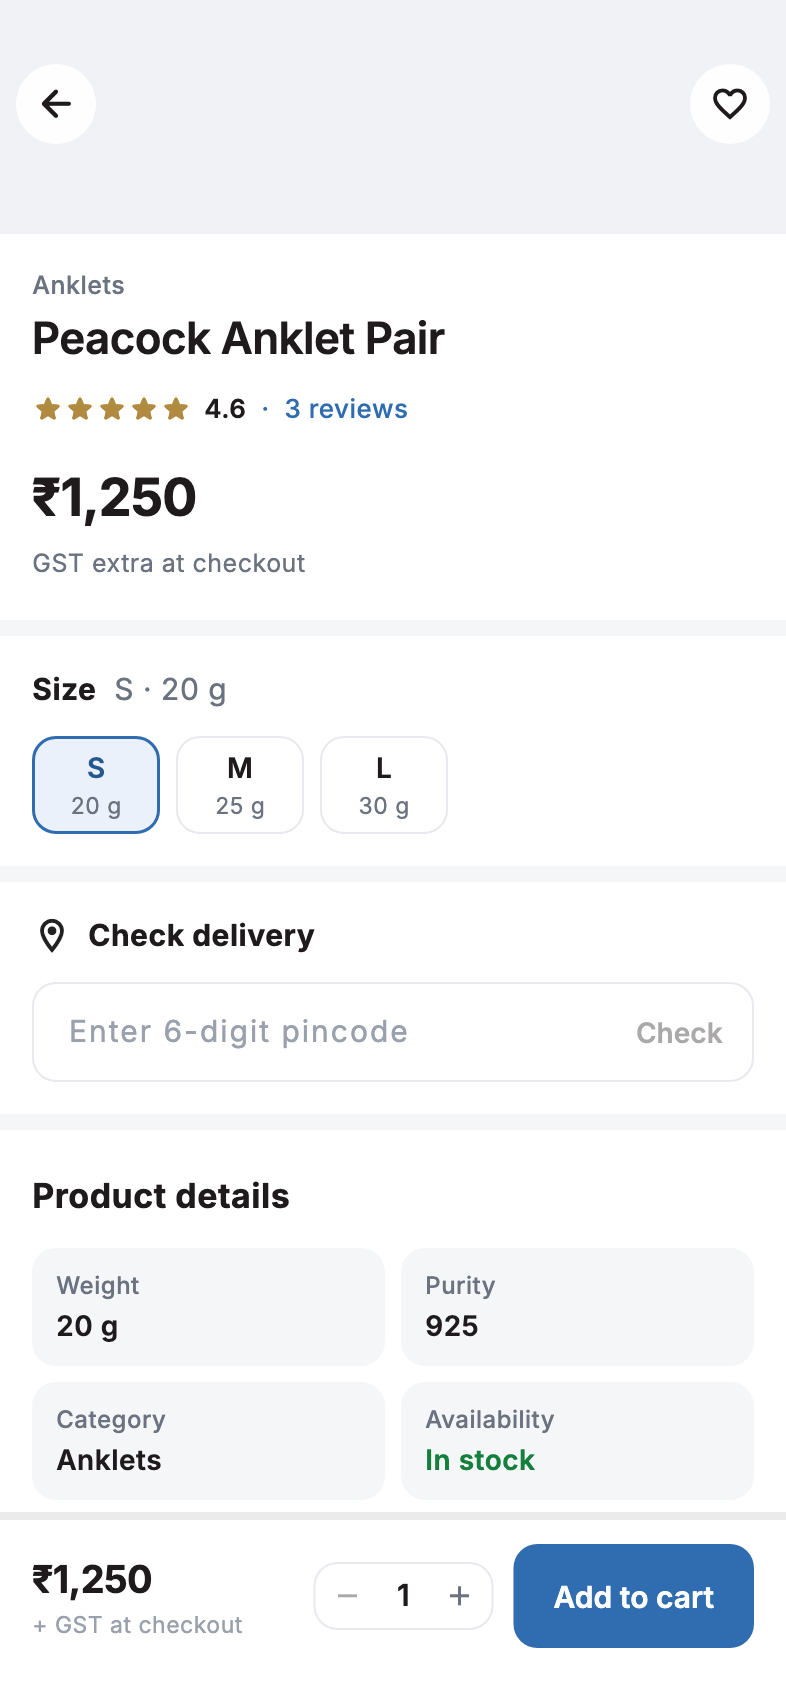 Anklets
Peacock Anklet Pair
4.6 · 3 reviews
₹1,250
GST extra at checkout
Size S · 20 g
S M L
20 g 25 g 30 g
Check delivery
Enter 6-digit pincode Check
Product details
Weight Purity
20 g 925
Category Availability
Anklets In stock
₹1,250 − 1 + Add to cart
+ GST at checkout